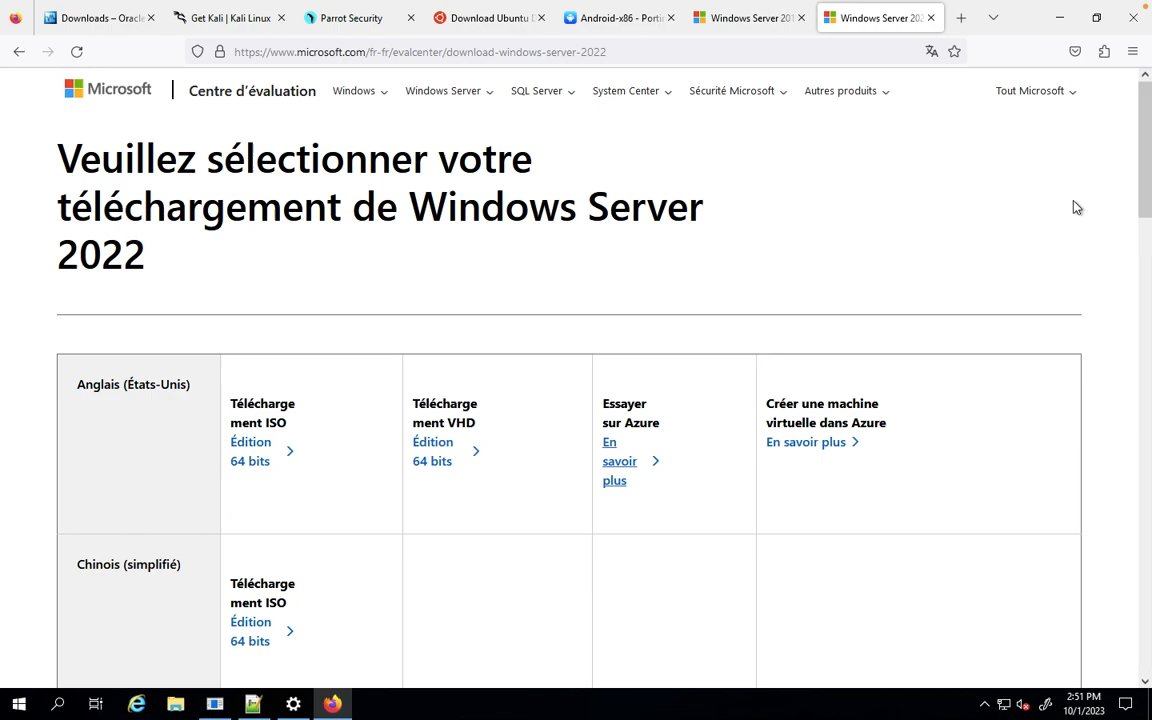 Downloads – Oracle
Get Kali | Kali Linux
Parrot Security
Download Ubuntu D
Android-x86 - Portin
Windows Server 201
Windows Server 202
https://www.microsoft.com/fr-fr/evalcenter/download-windows-server-2022
Microsoft
Centre d'évaluation
Windows
Windows Server
SQL Server
System Center
Sécurité Microsoft
Autres produits
Tout Microsoft
Veuillez sélectionner votre
téléchargement de Windows Server
2022
Anglais (États-Unis)
Télécharge
ment ISO
Édition
64 bits
Télécharge
ment VHD
Édition
64 bits
Essayer
sur Azure
En
savoir
plus
Créer une machine
virtuelle dans Azure
En savoir plus
Chinois (simplifié)
Télécharge
ment ISO
Édition
64 bits
2:51 PM
10/1/2023